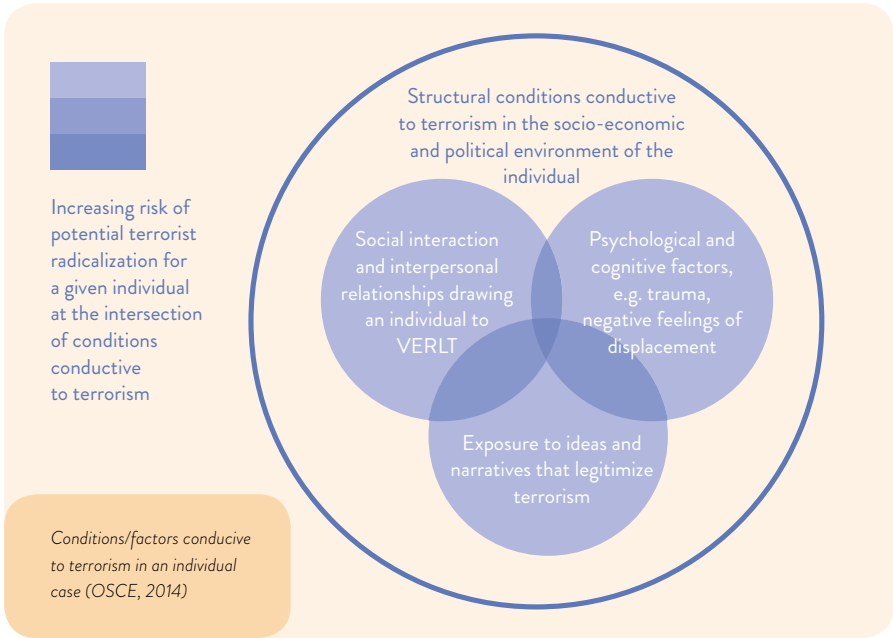 Structural conditions conductive
to terrorism in the socio-economic
and political environment of the
individual
Increasing risk of
potential terrorist
radicalization for
a given individual
at the intersection
of conditions
conductive
to terrorism
Social interaction
and interpersonal
relationships drawing
an individual to
VERLT
Psychological and
cognitive factors,
e.g. trauma,
negative feelings of
displacement
Exposure to ideas and
narratives that legitimize
terrorism
Conditions/factors conducive
to terrorism in an individual
case (OSCE, 2014)